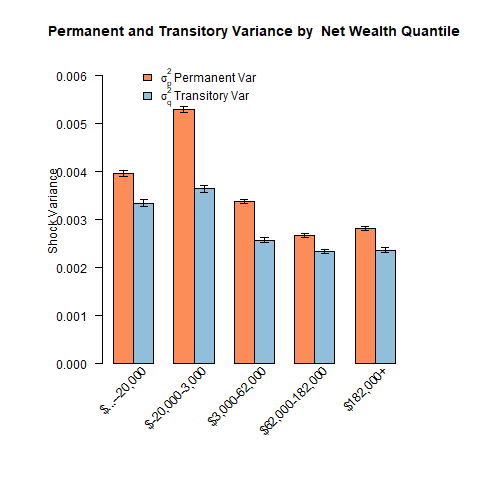 Permanent and Transitory Variance by Net Wealth Quantile
σ²p Permanent Var
σ²q Transitory Var
Shock Variance
0.006
0.005
0.004
0.003
0.002
0.001
0.000
$-20,000-3,000
$3,000-62,000
$62,000-182,000
$182,000+